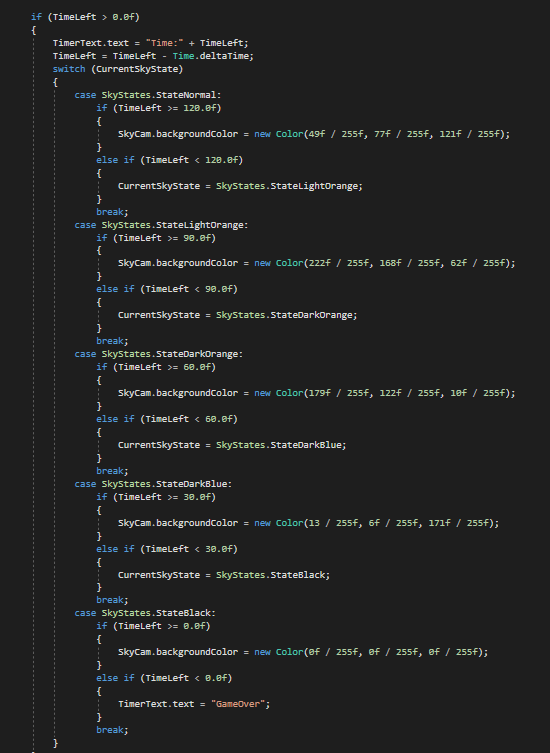 if (TimeLeft > 0.0f)
{
TimerText.text = "Time:" + TimeLeft;
TimeLeft = TimeLeft - Time.deltaTime;
switch (CurrentSkyState)
{
case SkyStates.StateNormal:
if (TimeLeft >= 120.0f)
{
SkyCam.backgroundColor = new Color(49f / 255f, 77f / 255f, 121f / 255f);
}
else if (TimeLeft < 120.0f)
{
CurrentSkyState = SkyStates.StateLightOrange;
}
break;
case SkyStates.StateLightOrange:
if (TimeLeft >= 90.0f)
{
SkyCam.backgroundColor = new Color(222f / 255f, 168f / 255f, 62f / 255f);
}
else if (TimeLeft < 90.0f)
{
CurrentSkyState = SkyStates.StateDarkOrange;
}
break;
case SkyStates.StateDarkOrange:
if (TimeLeft >= 60.0f)
{
SkyCam.backgroundColor = new Color(179f / 255f, 122f / 255f, 10f / 255f);
}
else if (TimeLeft < 60.0f)
{
CurrentSkyState = SkyStates.StateDarkBlue;
}
break;
case SkyStates.StateDarkBlue:
if (TimeLeft >= 30.0f)
{
SkyCam.backgroundColor = new Color(13 / 255f, 6f / 255f, 171f / 255f);
}
else if (TimeLeft < 30.0f)
{
CurrentSkyState = SkyStates.StateBlack;
}
break;
case SkyStates.StateBlack:
if (TimeLeft >= 0.0f)
{
SkyCam.backgroundColor = new Color(0f / 255f, 0f / 255f, 0f / 255f);
}
else if (TimeLeft < 0.0f)
{
TimerText.text = "GameOver";
}
break;
}